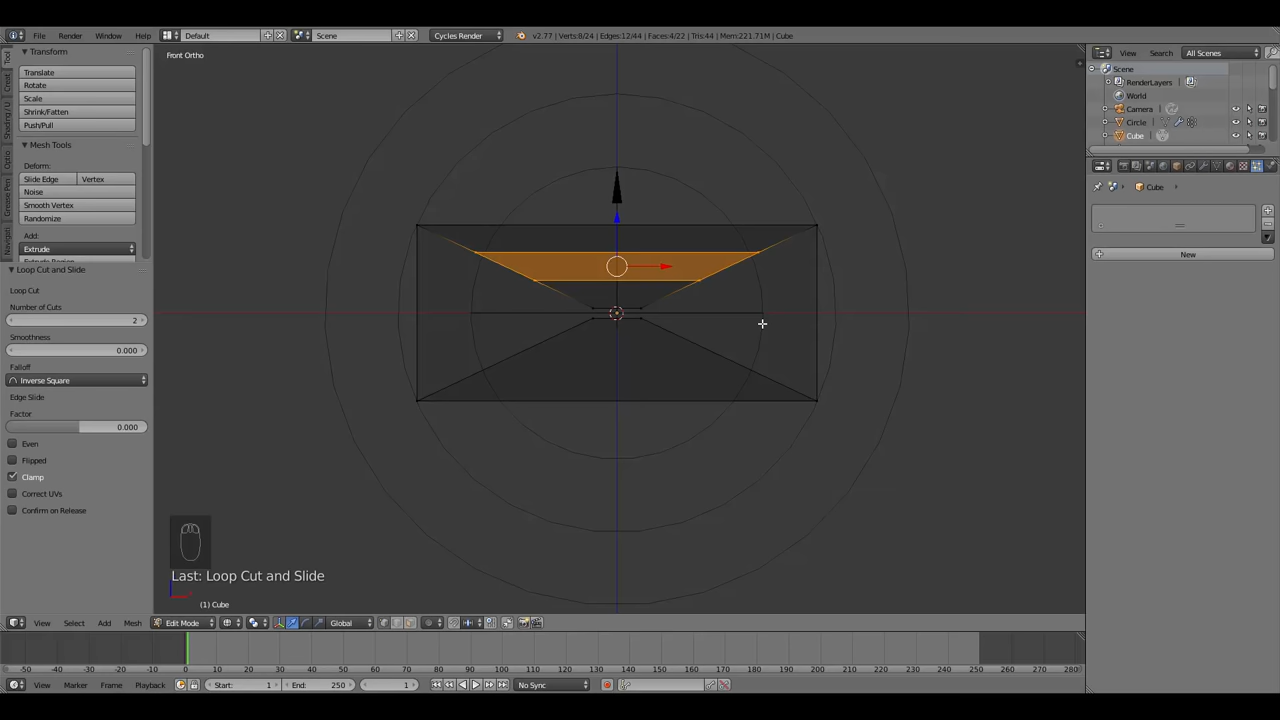 File Render Window Help Default Scene Cycles Render v2.77 | Verts:8/24 | Edges:12/44 | Faces:4/22 | Tris:44 | Mem:221.71M | Cube View Search All Scenes
Transform
Translate
Rotate
Scale
Shrink/Fatten
Push/Pull
Mesh Tools
Deform:
Slide Edge Vertex
Noise
Smooth Vertex
Randomize
Add:
Extrude
Loop Cut and Slide
Loop Cut
Number of Cuts
2
Smoothness
0.000
Falloff
Inverse Square
Edge Slide
Factor
0.000
Even
Flipped
Clamp
Correct UVs
Confirm on Release
Tool
Creat
Shading / U
Optio
Grease Pen
Navigati
Front Ortho
Last: Loop Cut and Slide
(1) Cube
Scene
RenderLayers
World
Camera
Circle
Cube
Cube
New
View Select Add Mesh Edit Mode Global
-50 -40 -30 -20 -10 0 10 20 30 40 50 60 70 80 90 100 110 120 130 140 150 160 170 180 190 200 210 220 230 240 250 260 270 280
View Marker Frame Playback Start: 1 End: 250 1 No Sync